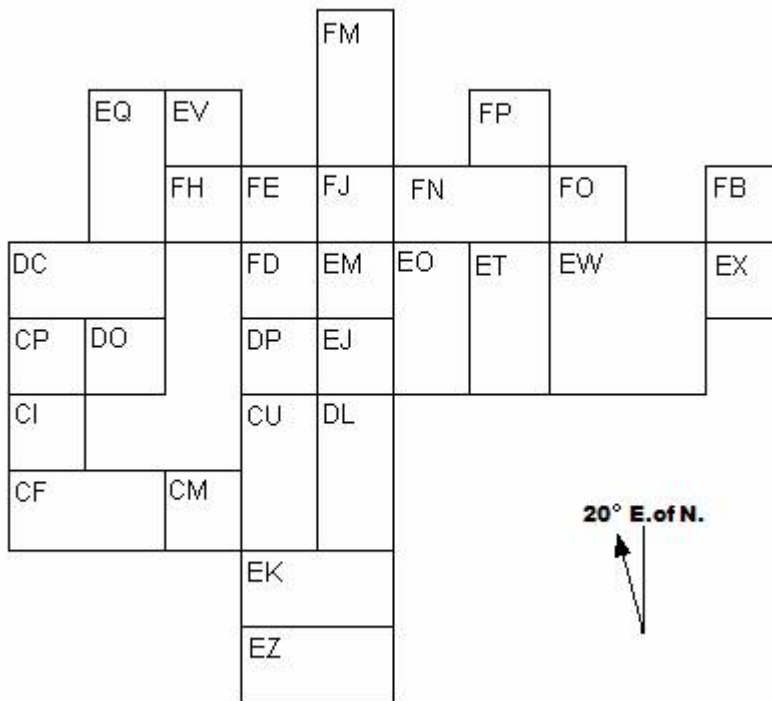 FM
EQ EV FP
FH FE FJ FN FO FB
DC FD EM EO ET EW EX
CP DO DP EJ
CI CU DL
CF CM
20° E.of N.
EK
EZ